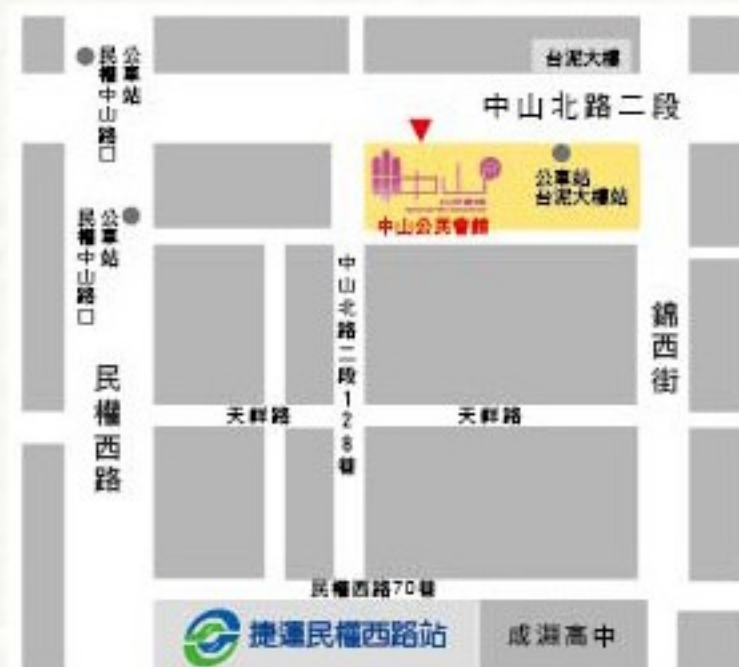 台泥大樓
公車站
民權中山路口
中山北路二段
中山
公車站
台泥大樓站
中山公民會館
公車站
民權中山路口
中山北路二段128巷
錦西街
民權西路
天祥路
天祥路
民權西路70巷
捷運民權西路站
成淵高中